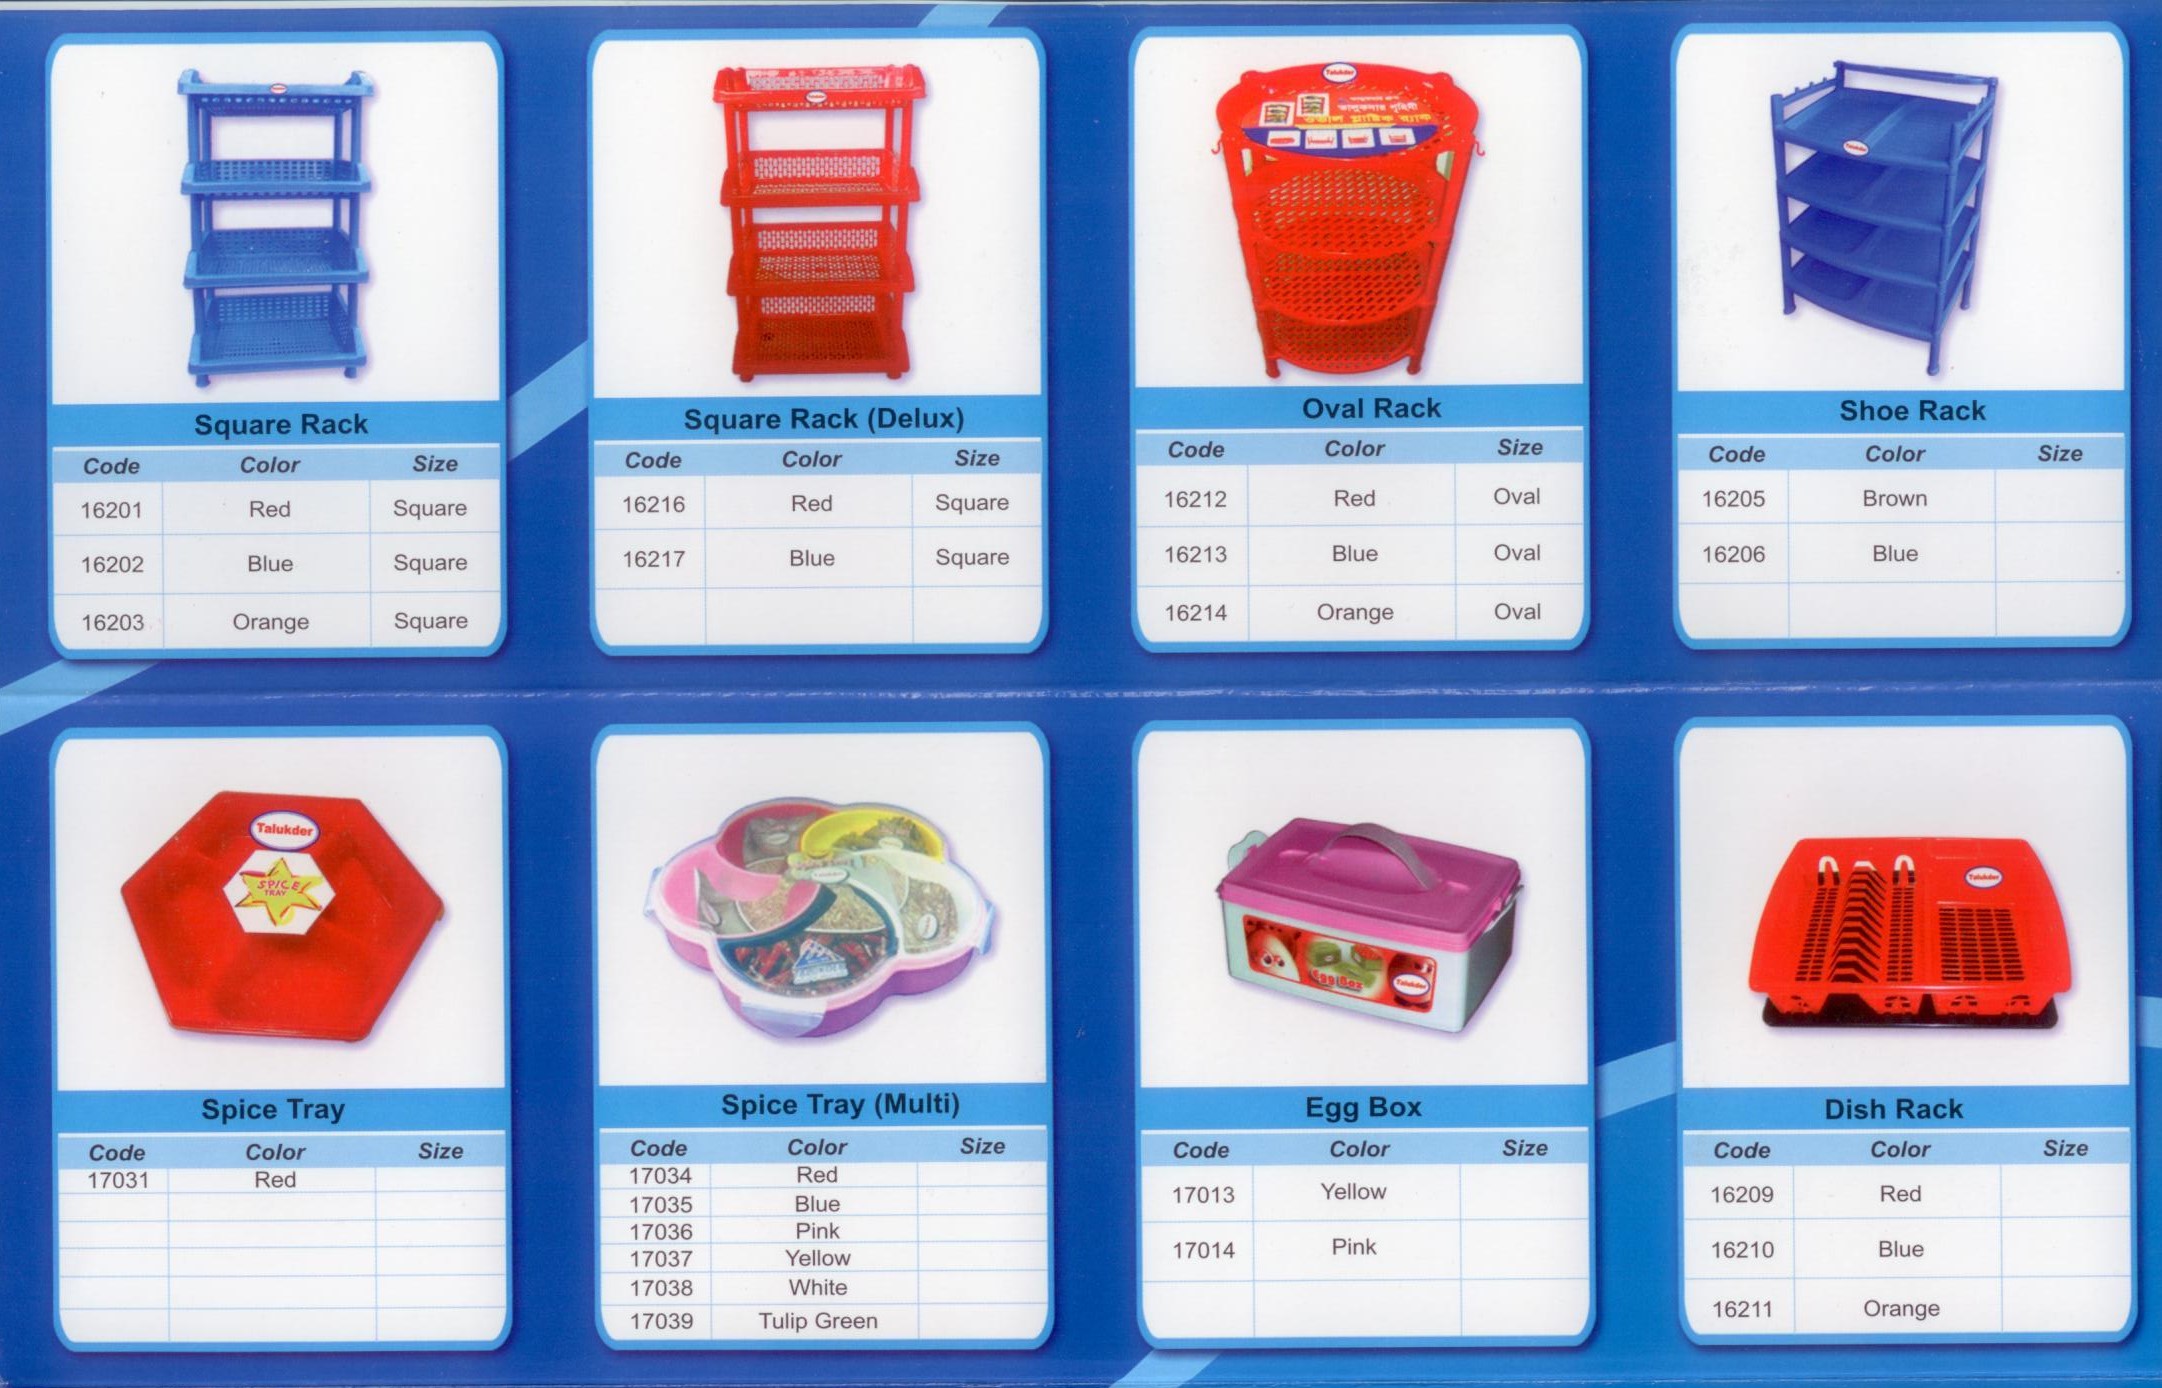 Square Rack
Code Color Size
16201 Red Square
16202 Blue Square
16203 Orange Square
Square Rack (Delux)
Code Color Size
16216 Red Square
16217 Blue Square
Talukder
তালুকদার গৃহিনী
ওভাল প্লাষ্টিক র‍্যাক
Oval Rack
Code Color Size
16212 Red Oval
16213 Blue Oval
16214 Orange Oval
Talukder
Shoe Rack
Code Color Size
16205 Brown
16206 Blue
Talukder
SPICE
TRAY
Spice Tray
Code Color Size
17031 Red
Talukder
Spice Tray (Multi)
Code Color Size
17034 Red
17035 Blue
17036 Pink
17037 Yellow
17038 White
17039 Tulip Green
Egg Box
Talukder
Egg Box
Code Color Size
17013 Yellow
17014 Pink
Talukder
Dish Rack
Code Color Size
16209 Red
16210 Blue
16211 Orange